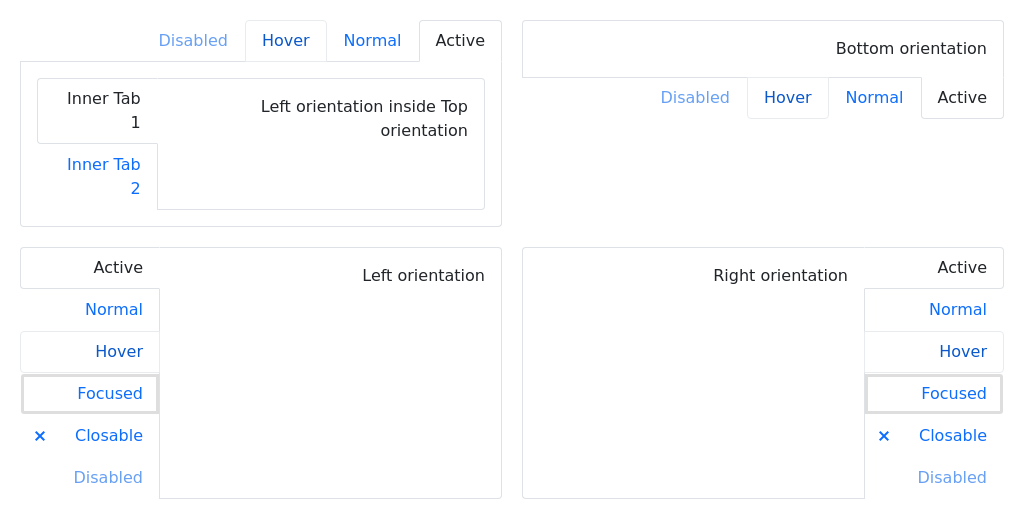 Disabled Hover Normal Active
Inner Tab 1
Inner Tab 2
Left orientation inside Top
orientation
Bottom orientation
Disabled Hover Normal Active
Active
Normal
Hover
Focused
× Closable
Disabled
Left orientation
Right orientation
Active
Normal
Hover
Focused
× Closable
Disabled